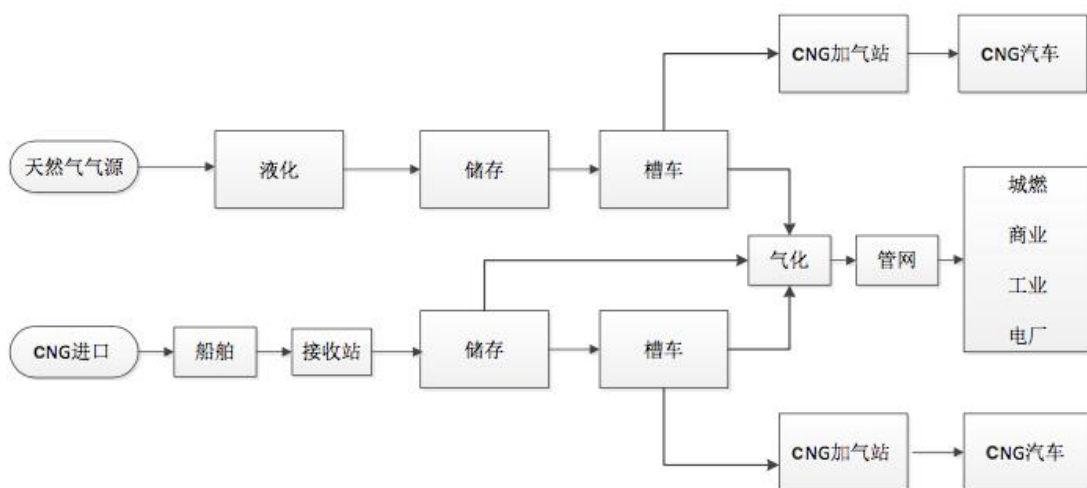 CNG加气站
CNG汽车
天然气气源
液化
储存
槽车
城燃
商业
工业
电厂
气化
管网
CNG进口
船舶
接收站
储存
槽车
CNG加气站
CNG汽车